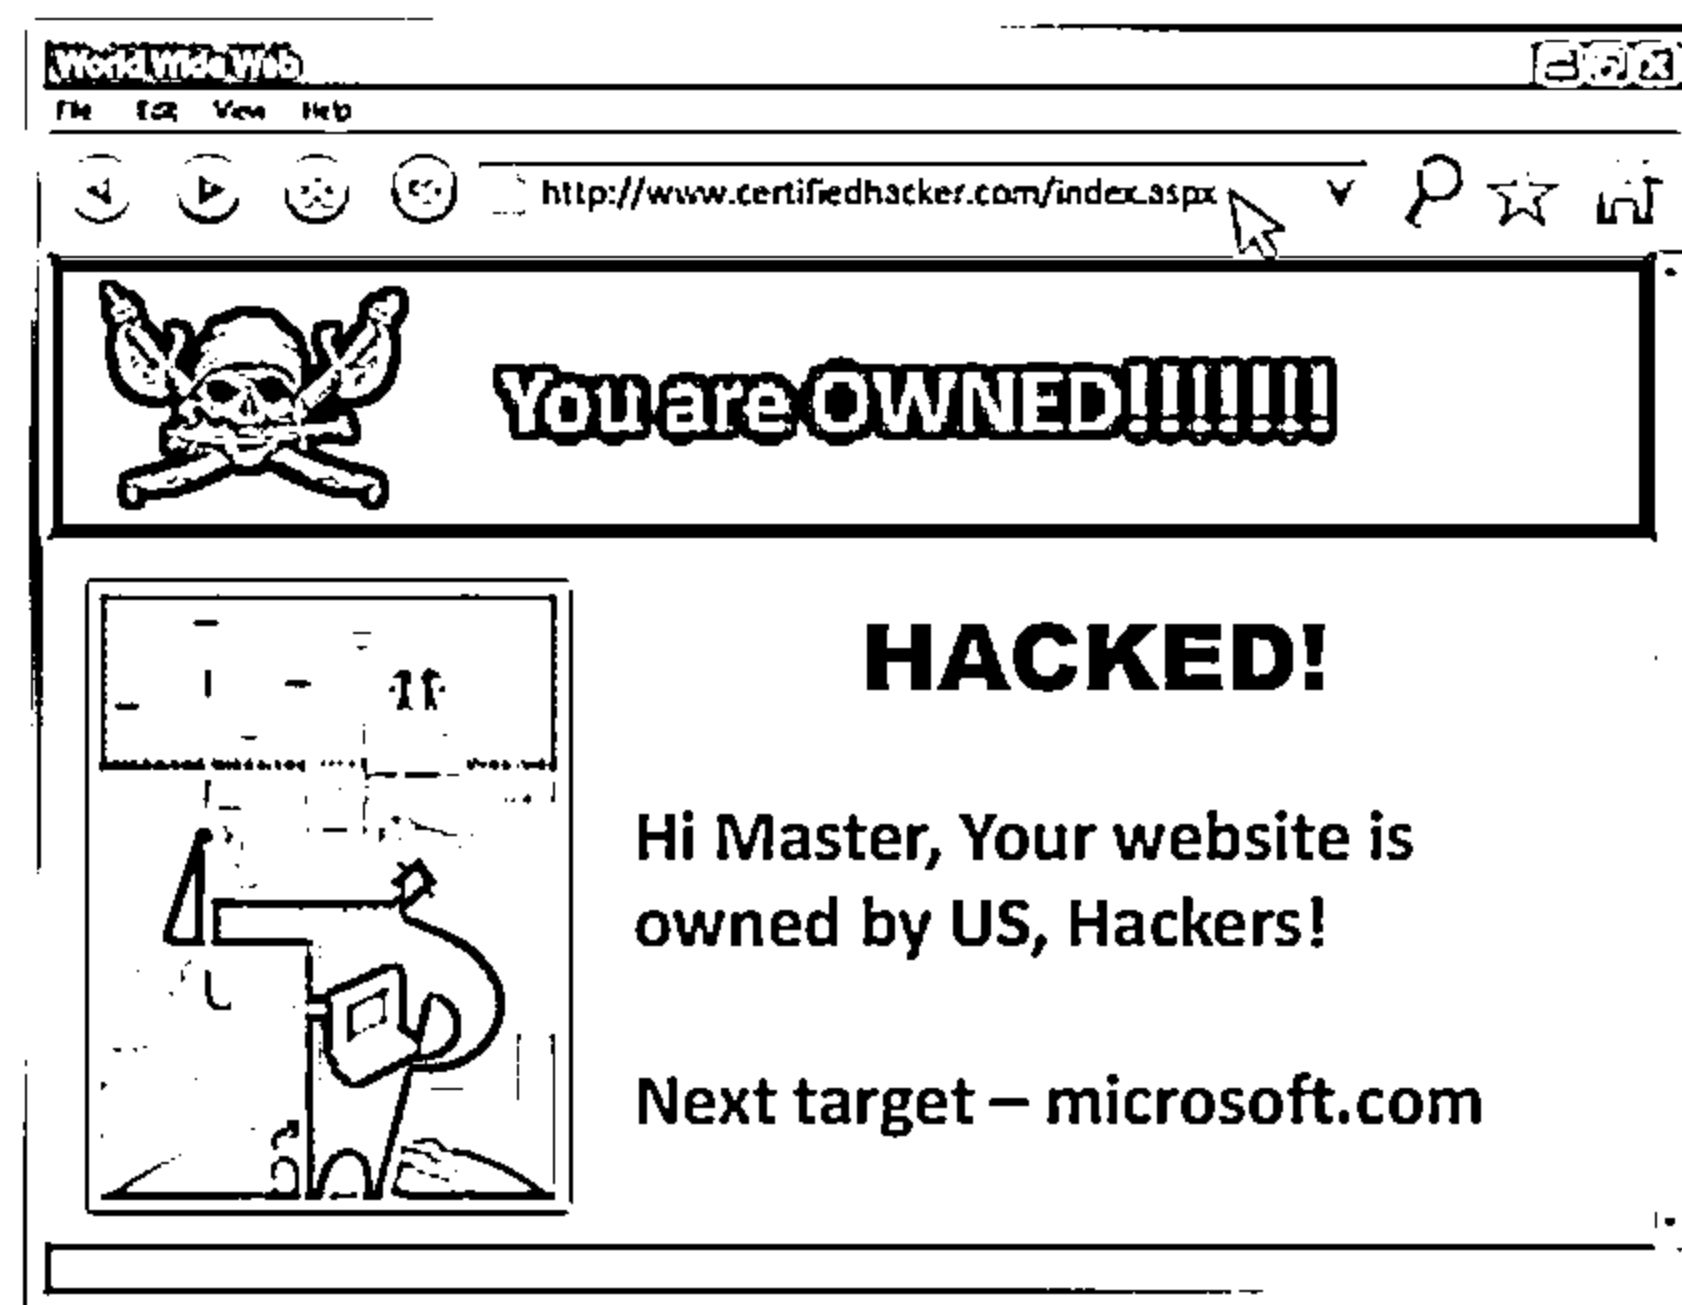 World Wide Web
File Edit View Help
http://www.certifiedhacker.com/index.aspx
You are OWNED!!!!!!!
HACKED!
Hi Master, Your website is
owned by US, Hackers!
Next target – microsoft.com